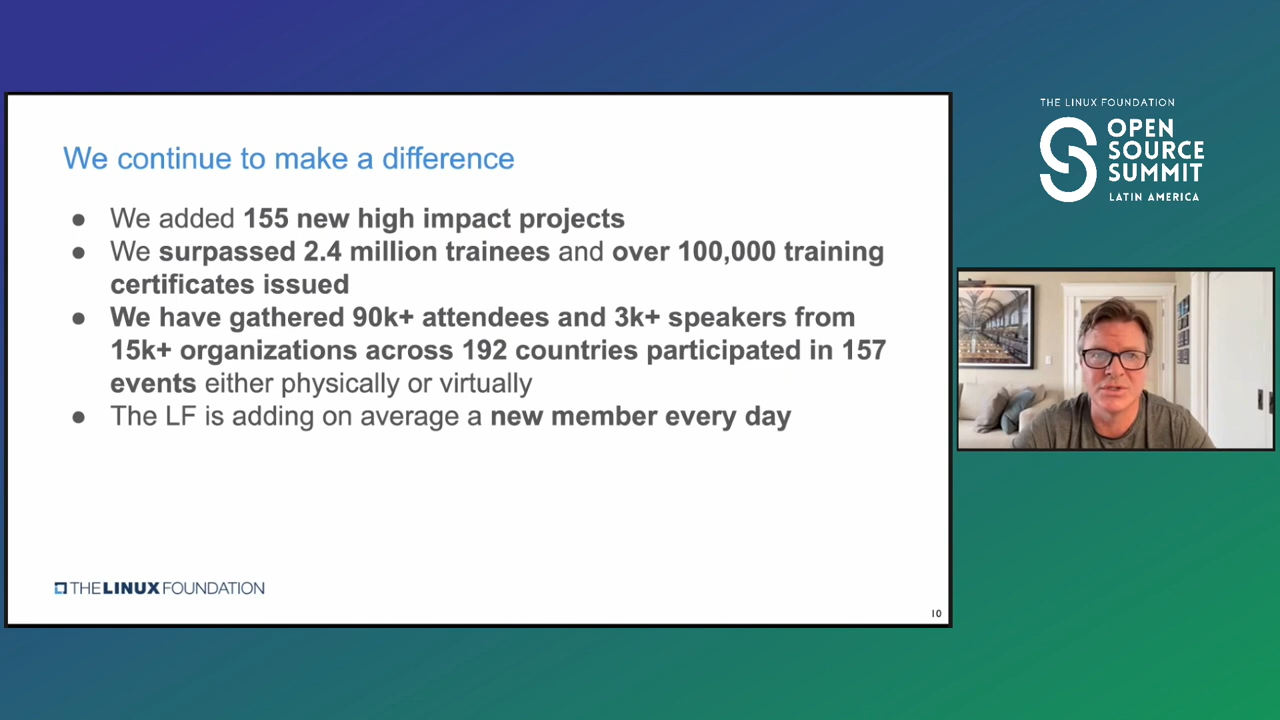 We continue to make a difference
● We added 155 new high impact projects
● We surpassed 2.4 million trainees and over 100,000 training
certificates issued
● We have gathered 90k+ attendees and 3k+ speakers from
15k+ organizations across 192 countries participated in 157
events either physically or virtually
● The LF is adding on average a new member every day
THE LINUX FOUNDATION
10
THE LINUX FOUNDATION
OPEN
SOURCE
SUMMIT
LATIN AMERICA